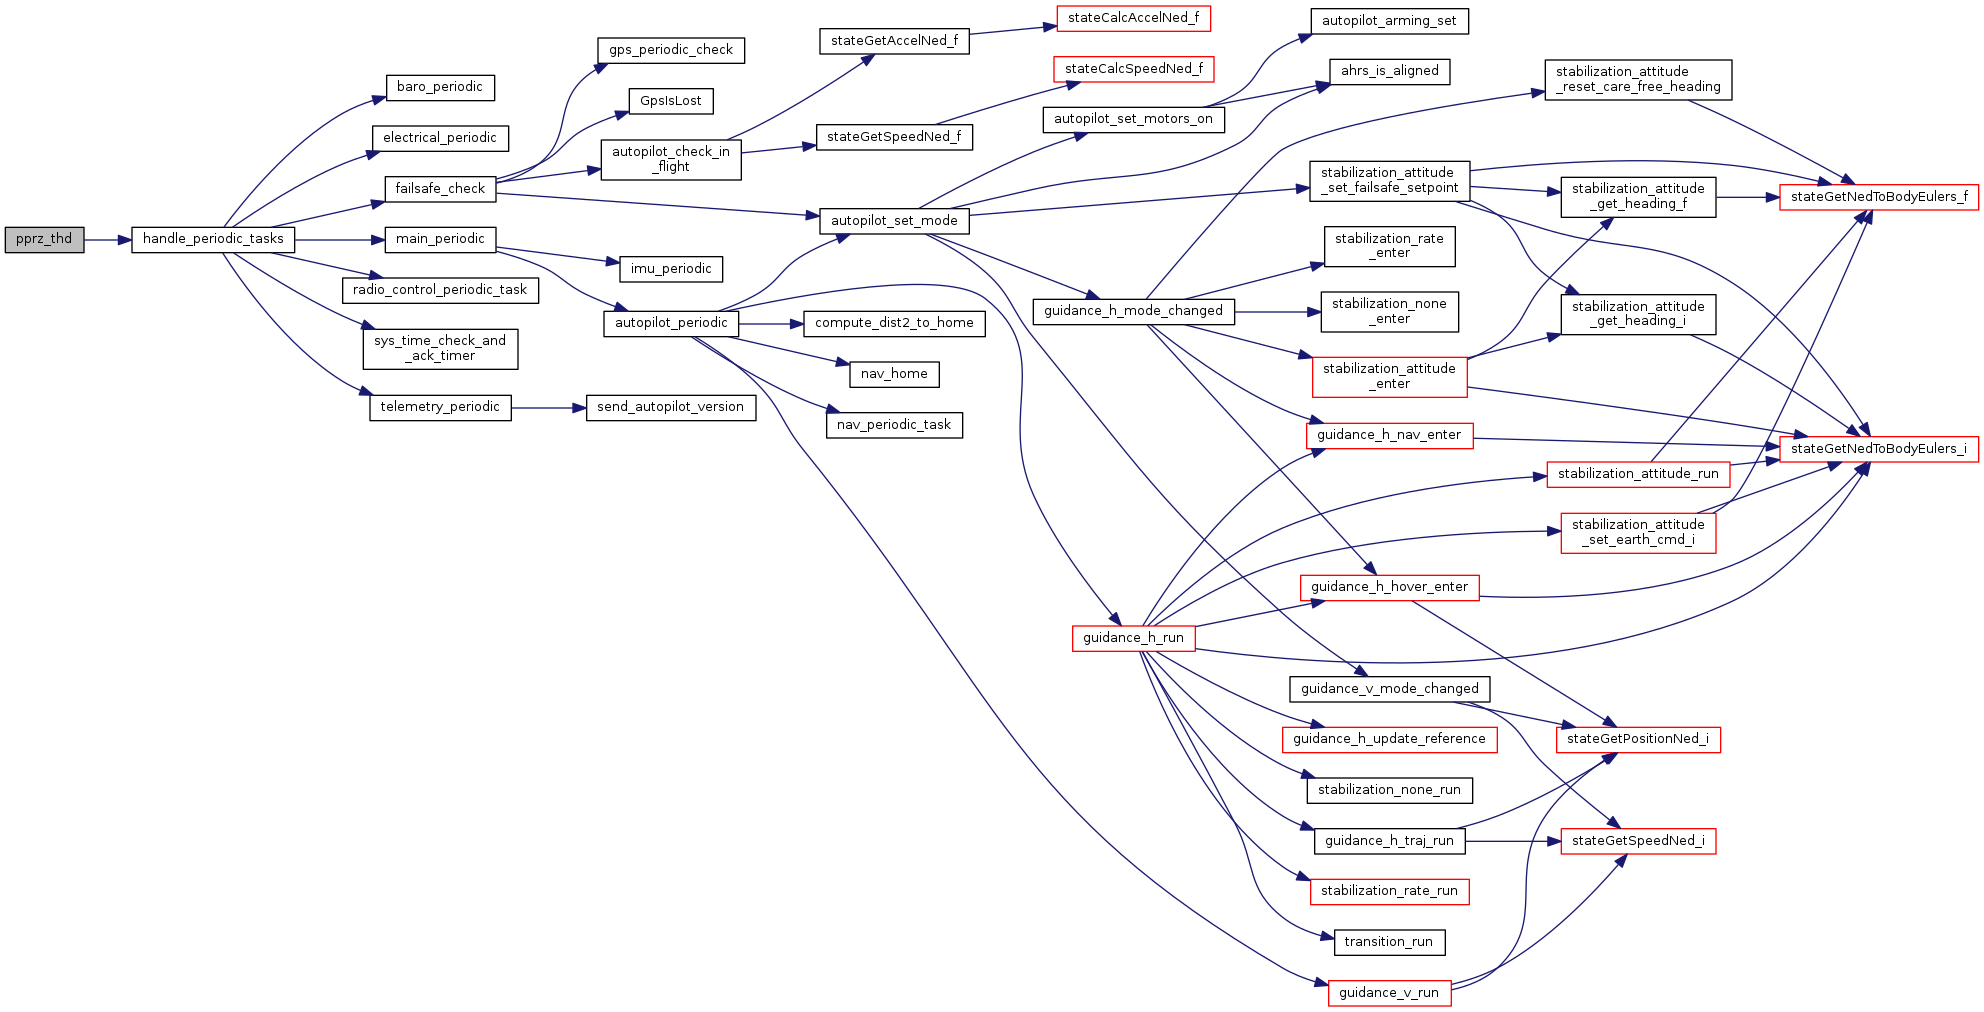 pprz_thd
handle_periodic_tasks
baro_periodic
electrical_periodic
failsafe_check
main_periodic
radio_control_periodic_task
sys_time_check_and
_ack_timer
telemetry_periodic
gps_periodic_check
GpsIsLost
autopilot_check_in
_flight
imu_periodic
autopilot_periodic
send_autopilot_version
stateGetAccelNed_f
stateGetSpeedNed_f
autopilot_set_mode
compute_dist2_to_home
nav_home
nav_periodic_task
stateCalcAccelNed_f
stateCalcSpeedNed_f
autopilot_set_motors_on
guidance_h_mode_changed
guidance_h_run
autopilot_arming_set
ahrs_is_aligned
stabilization_attitude
_set_failsafe_setpoint
stabilization_rate
_enter
stabilization_none
_enter
stabilization_attitude
_enter
guidance_h_nav_enter
guidance_h_hover_enter
guidance_v_mode_changed
guidance_h_update_reference
stabilization_none_run
guidance_h_traj_run
stabilization_rate_run
transition_run
guidance_v_run
stabilization_attitude
_reset_care_free_heading
stabilization_attitude
_get_heading_f
stabilization_attitude
_get_heading_i
stabilization_attitude_run
stabilization_attitude
_set_earth_cmd_i
stateGetPositionNed_i
stateGetSpeedNed_i
stateGetNedToBodyEulers_f
stateGetNedToBodyEulers_i